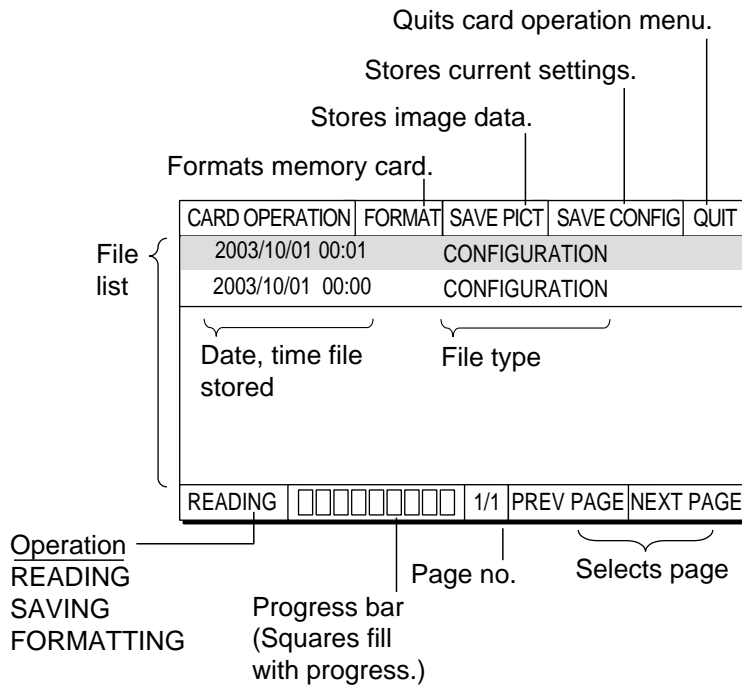 Quits card operation menu.
Stores current settings.
Stores image data.
Formats memory card.
CARD OPERATION FORMAT SAVE PICT SAVE CONFIG QUIT
File
list
2003/10/01 00:01 CONFIGURATION
2003/10/01 00:00 CONFIGURATION
Date, time file
stored
File type
READING 1/1 PREV PAGE NEXT PAGE
Operation
READING
SAVING
FORMATTING
Progress bar
(Squares fill
with progress.)
Page no.
Selects page